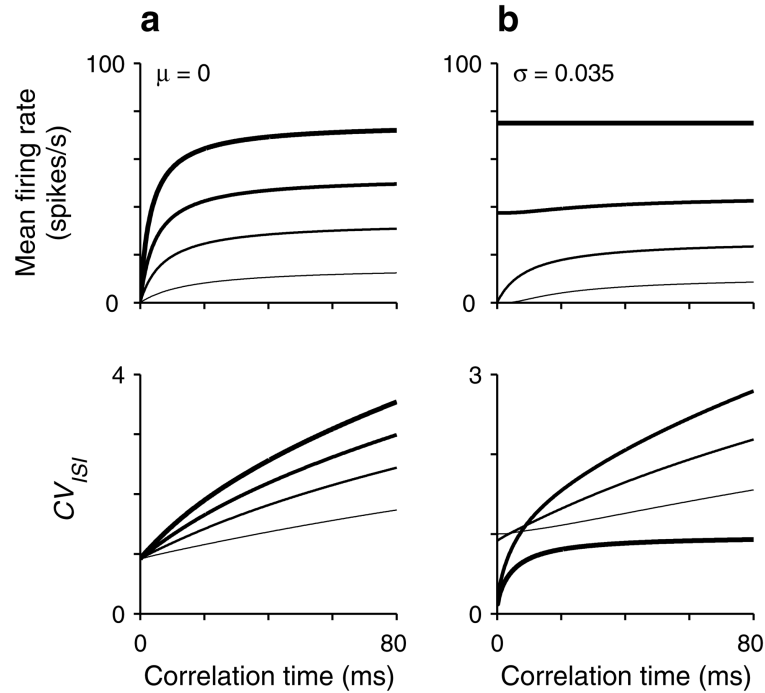 a
b
100
μ = 0
Mean firing rate
(spikes/s)
0
100
σ = 0.035
0
4
CV_ISI
0
0
80
Correlation time (ms)
3
0
0
80
Correlation time (ms)